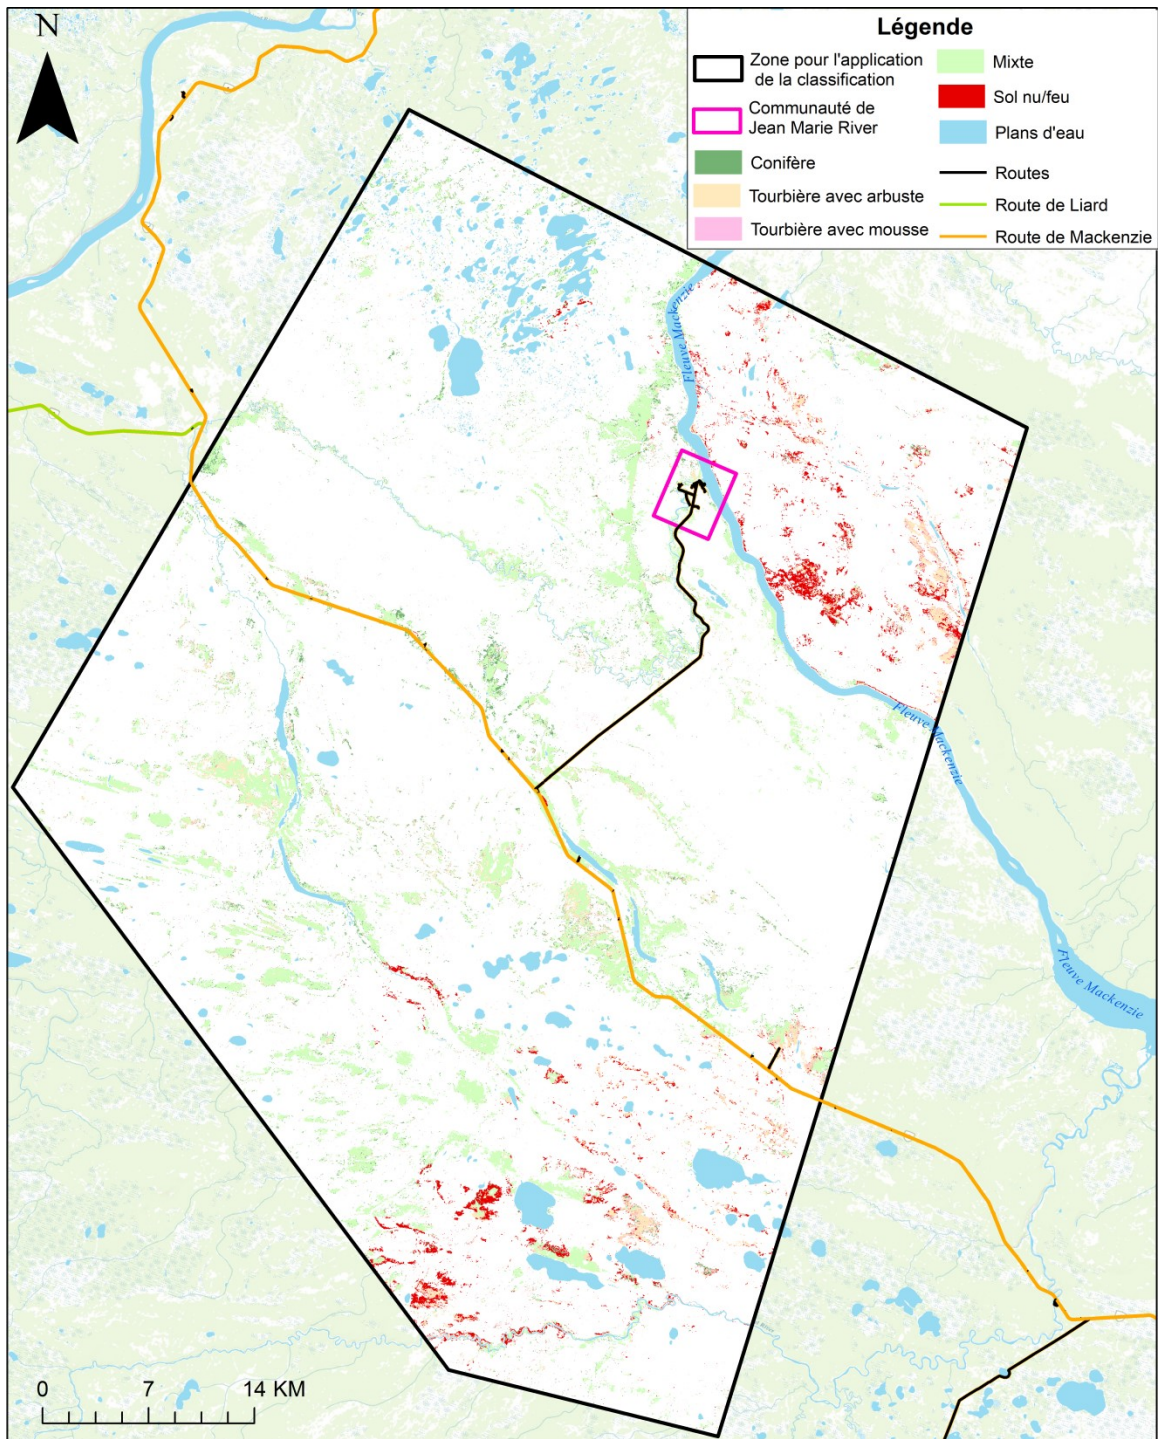 N
Légende
Zone pour l'application
de la classification
Communauté de
Jean Marie River
Conifère
Tourbière avec arbuste
Tourbière avec mousse
Mixte
Sol nu/feu
Plans d'eau
Routes
Route de Liard
Route de Mackenzie
Fleuve Mackenzie
Fleuve Mackenzie
Fleuve Mackenzie
0 7 14 KM